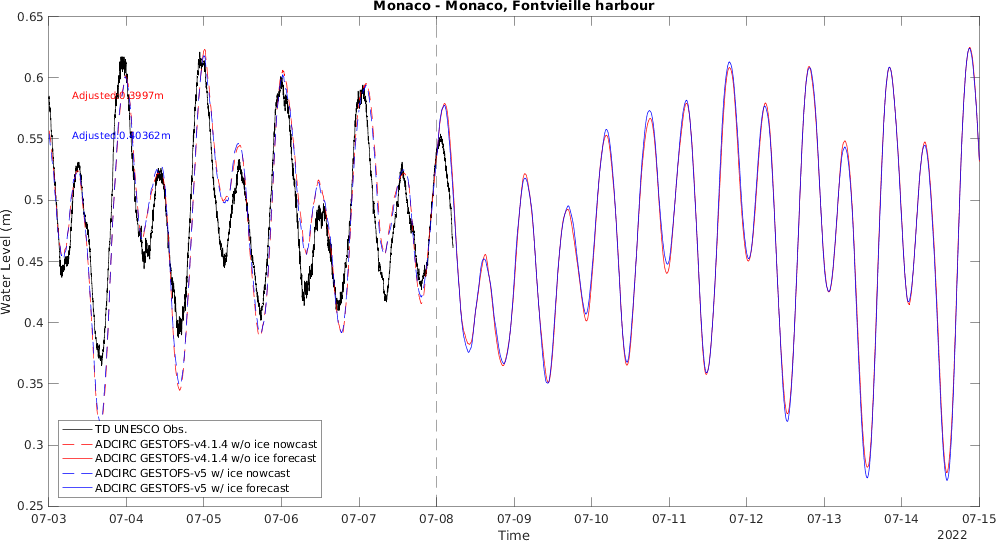 Monaco - Monaco, Fontvieille harbour
0.65
0.6
0.55
0.5
0.45
0.4
0.35
0.3
0.25
Water Level (m)
Adjusted:0.3997m
Adjusted:0.40362m
TD UNESCO Obs.
ADCIRC GESTOFS-v4.1.4 w/o ice nowcast
ADCIRC GESTOFS-v4.1.4 w/o ice forecast
ADCIRC GESTOFS-v5 w/ ice nowcast
ADCIRC GESTOFS-v5 w/ ice forecast
07-03 07-04 07-05 07-06 07-07 07-08 07-09 07-10 07-11 07-12 07-13 07-14 07-15
Time
2022